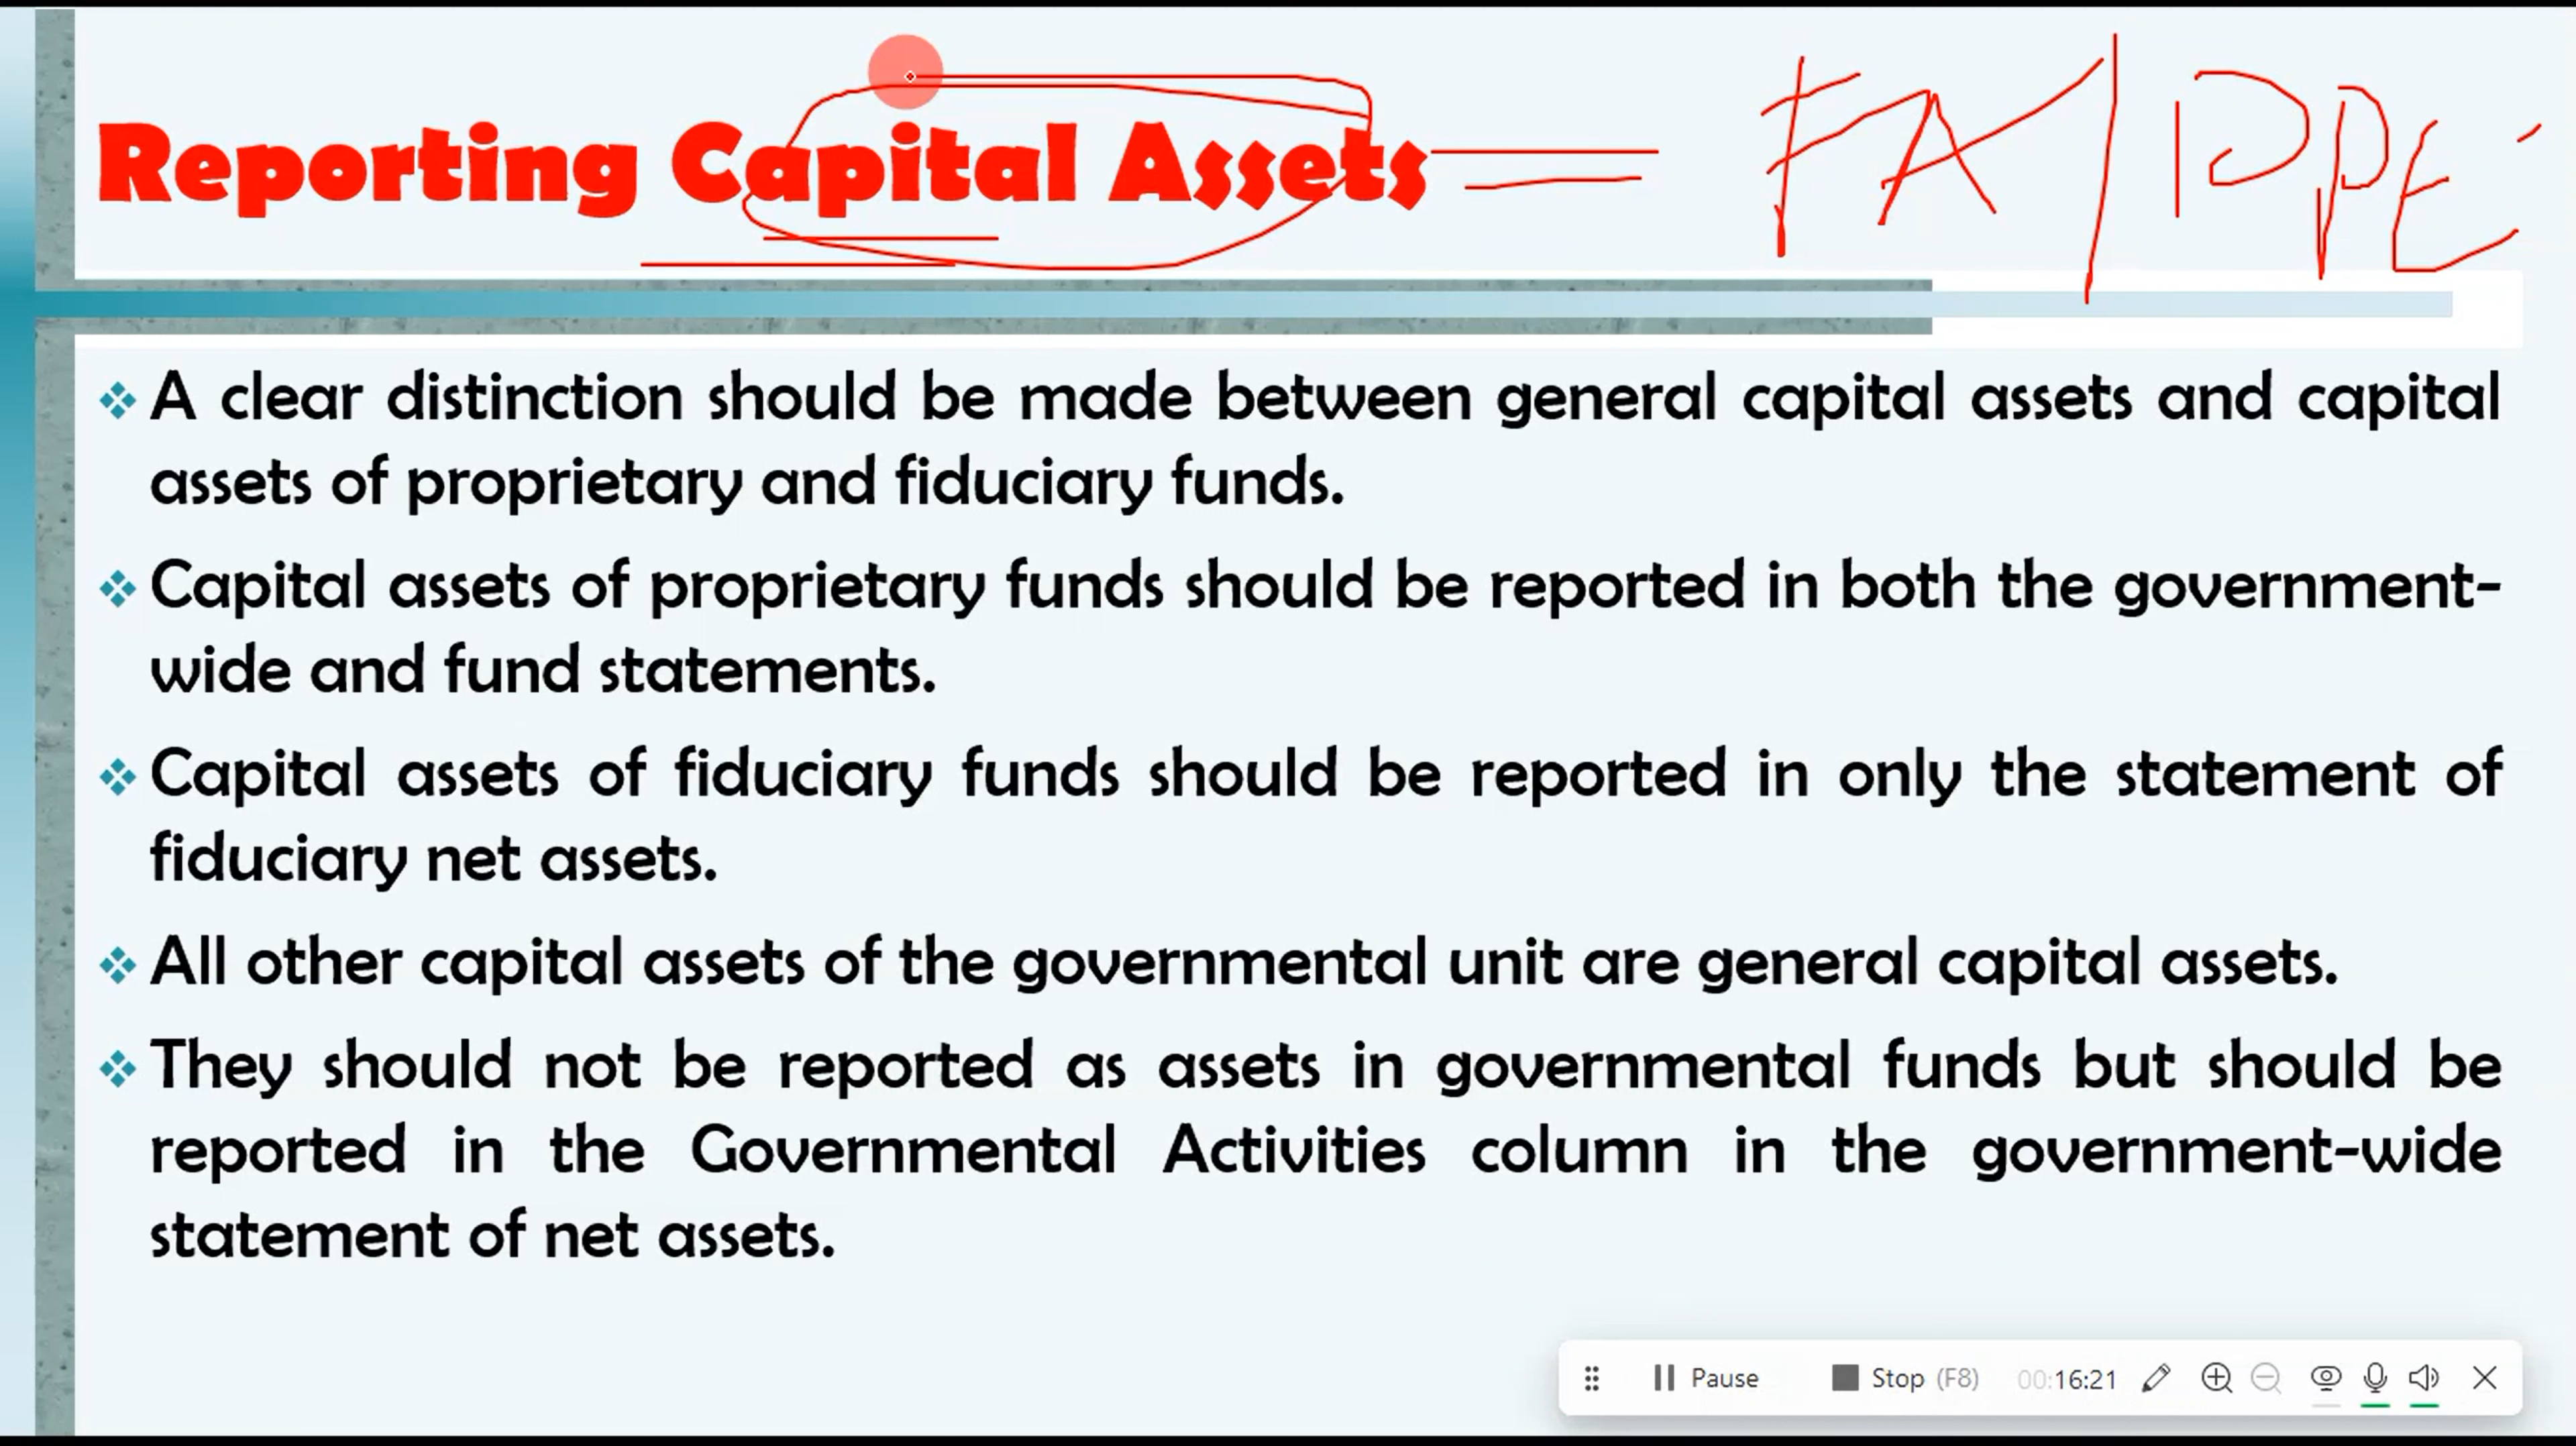 Reporting Capital Assets = FA/PPE
A clear distinction should be made between general capital assets and capital
assets of proprietary and fiduciary funds.
Capital assets of proprietary funds should be reported in both the government-
wide and fund statements.
Capital assets of fiduciary funds should be reported in only the statement of
fiduciary net assets.
All other capital assets of the governmental unit are general capital assets.
They should not be reported as assets in governmental funds but should be
reported in the Governmental Activities column in the government-wide
statement of net assets.
Pause Stop (F8) 00:16:21